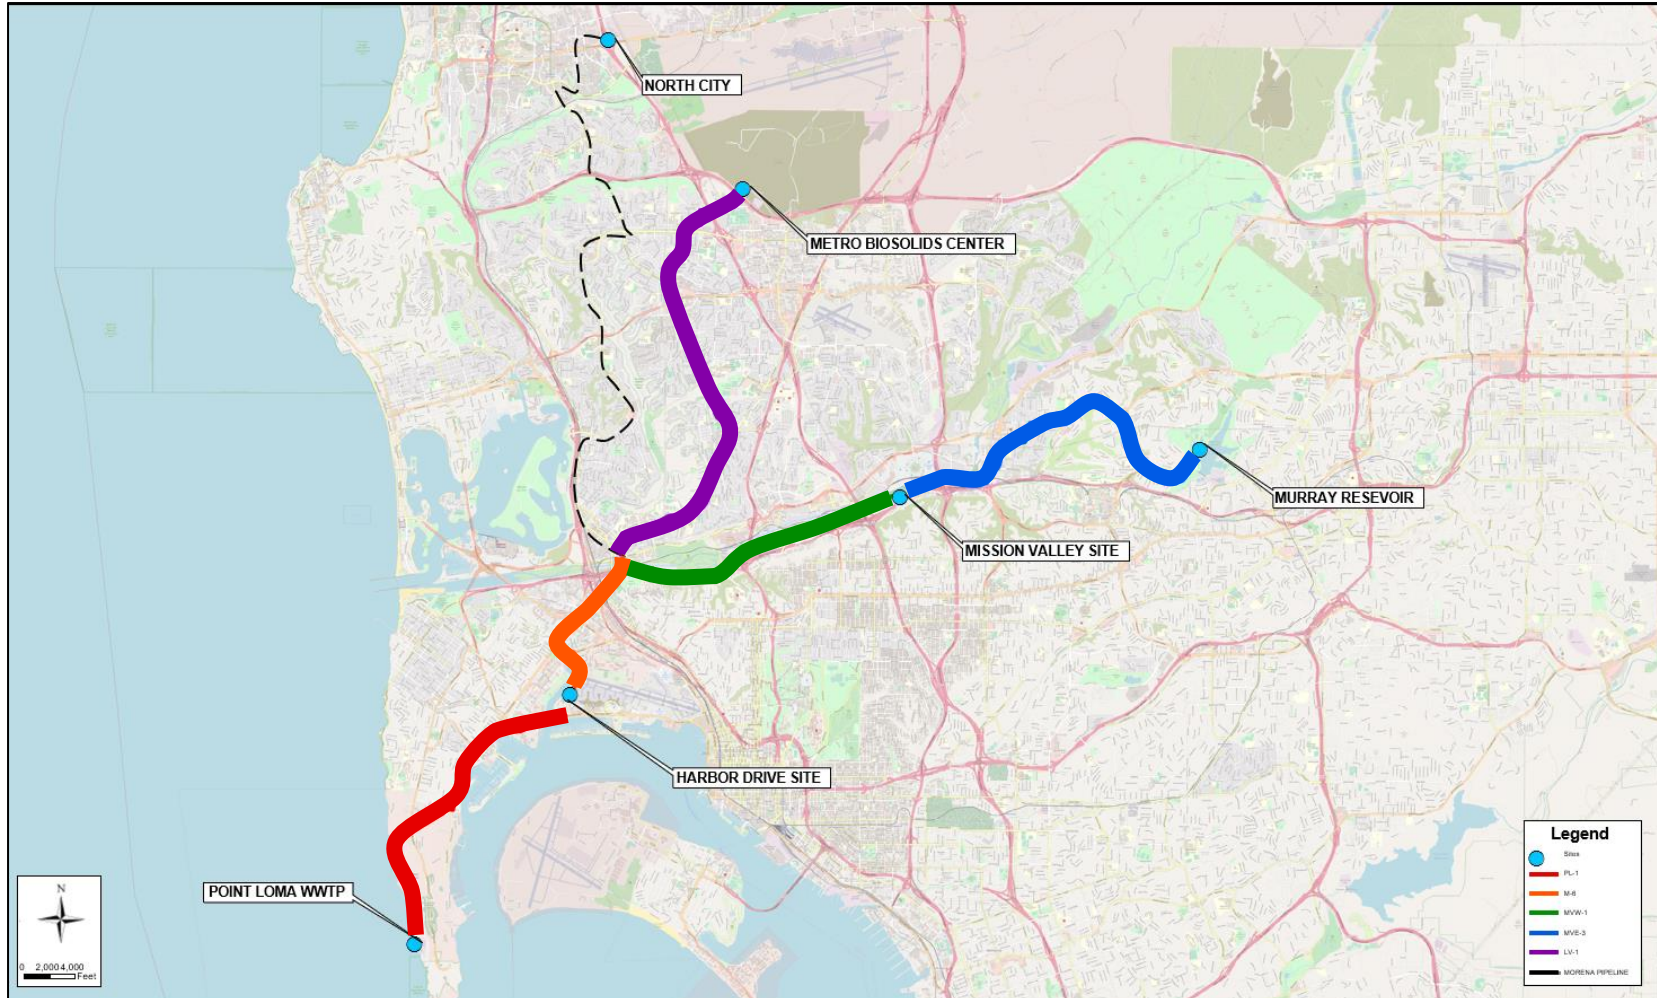 NORTH CITY
METRO BIOSOLIDS CENTER
MURRAY RESEVOIR
MISSION VALLEY SITE
HARBOR DRIVE SITE
POINT LOMA WWTP
N
0 2,000 4,000
Feet
Legend
Sites
PL-1
M-6
MVW-1
MVE-3
LV-1
MORENA PIPELINE